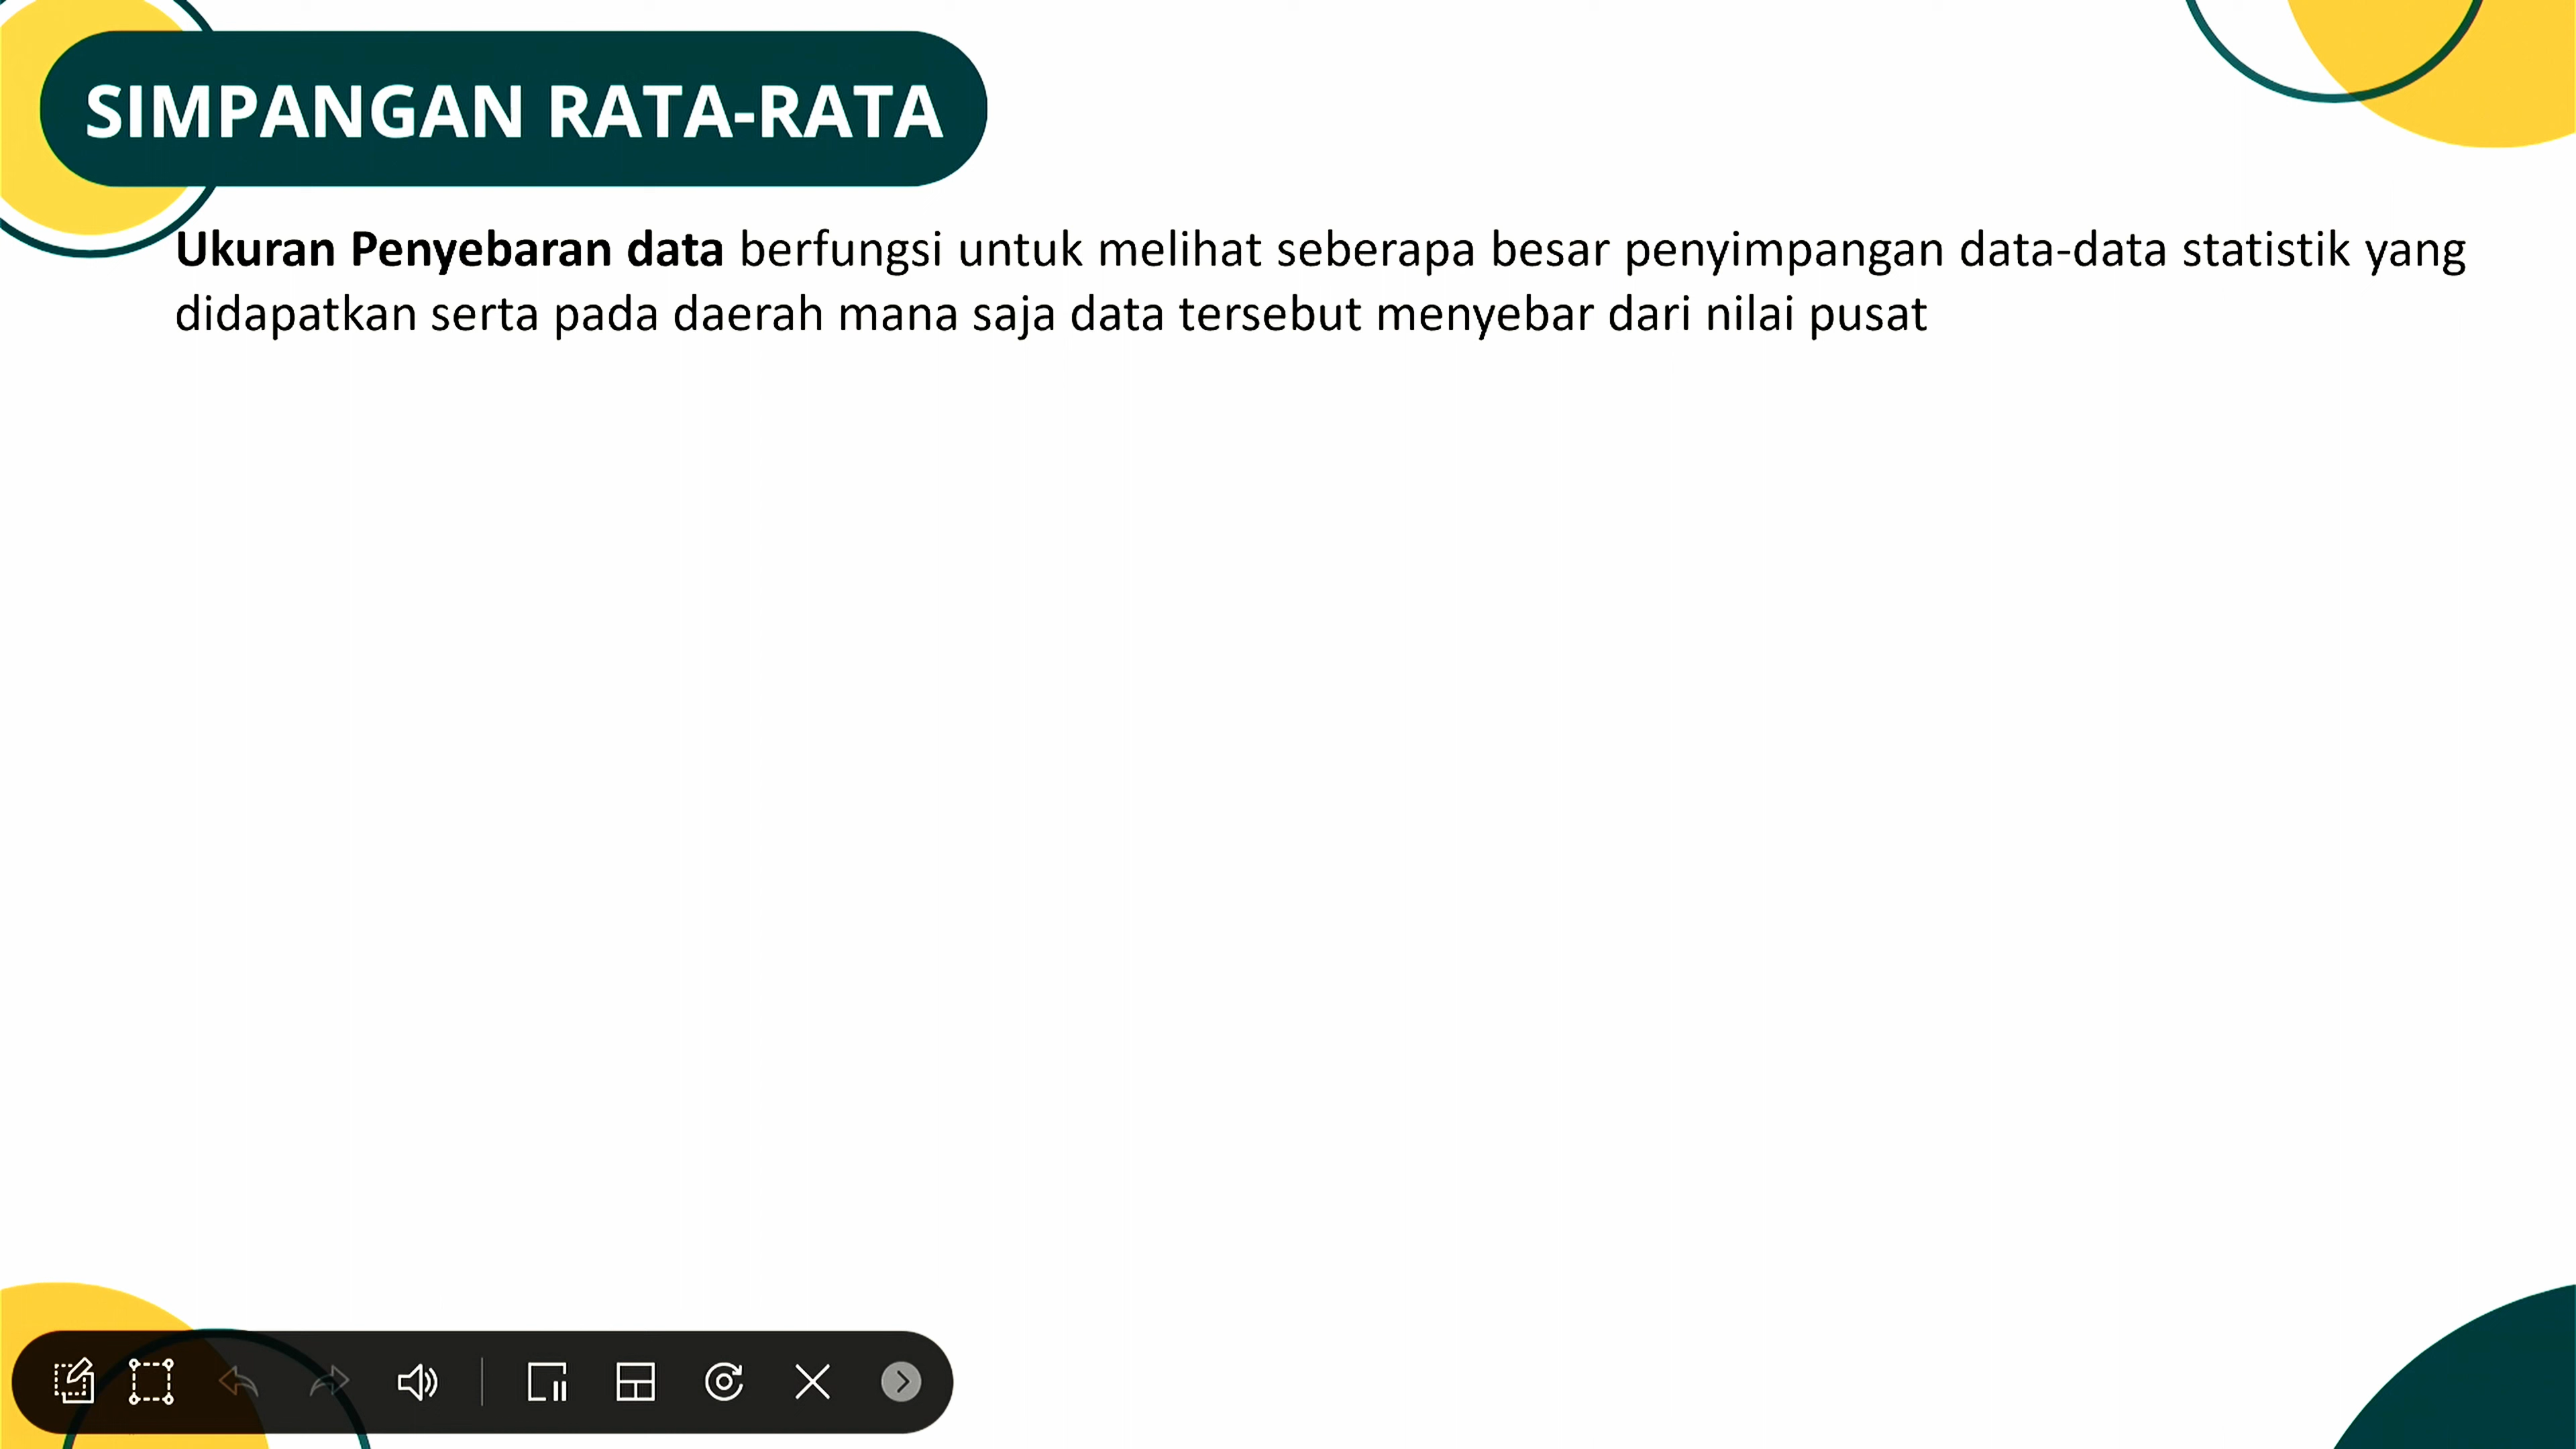 SIMPANGAN RATA-RATA
Ukuran Penyebaran data berfungsi untuk melihat seberapa besar penyimpangan data-data statistik yang
didapatkan serta pada daerah mana saja data tersebut menyebar dari nilai pusat